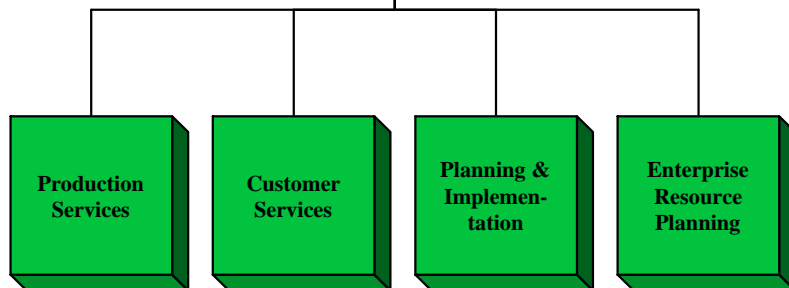 Production
Services
Customer
Services
Planning &
Implemen-
tation
Enterprise
Resource
Planning